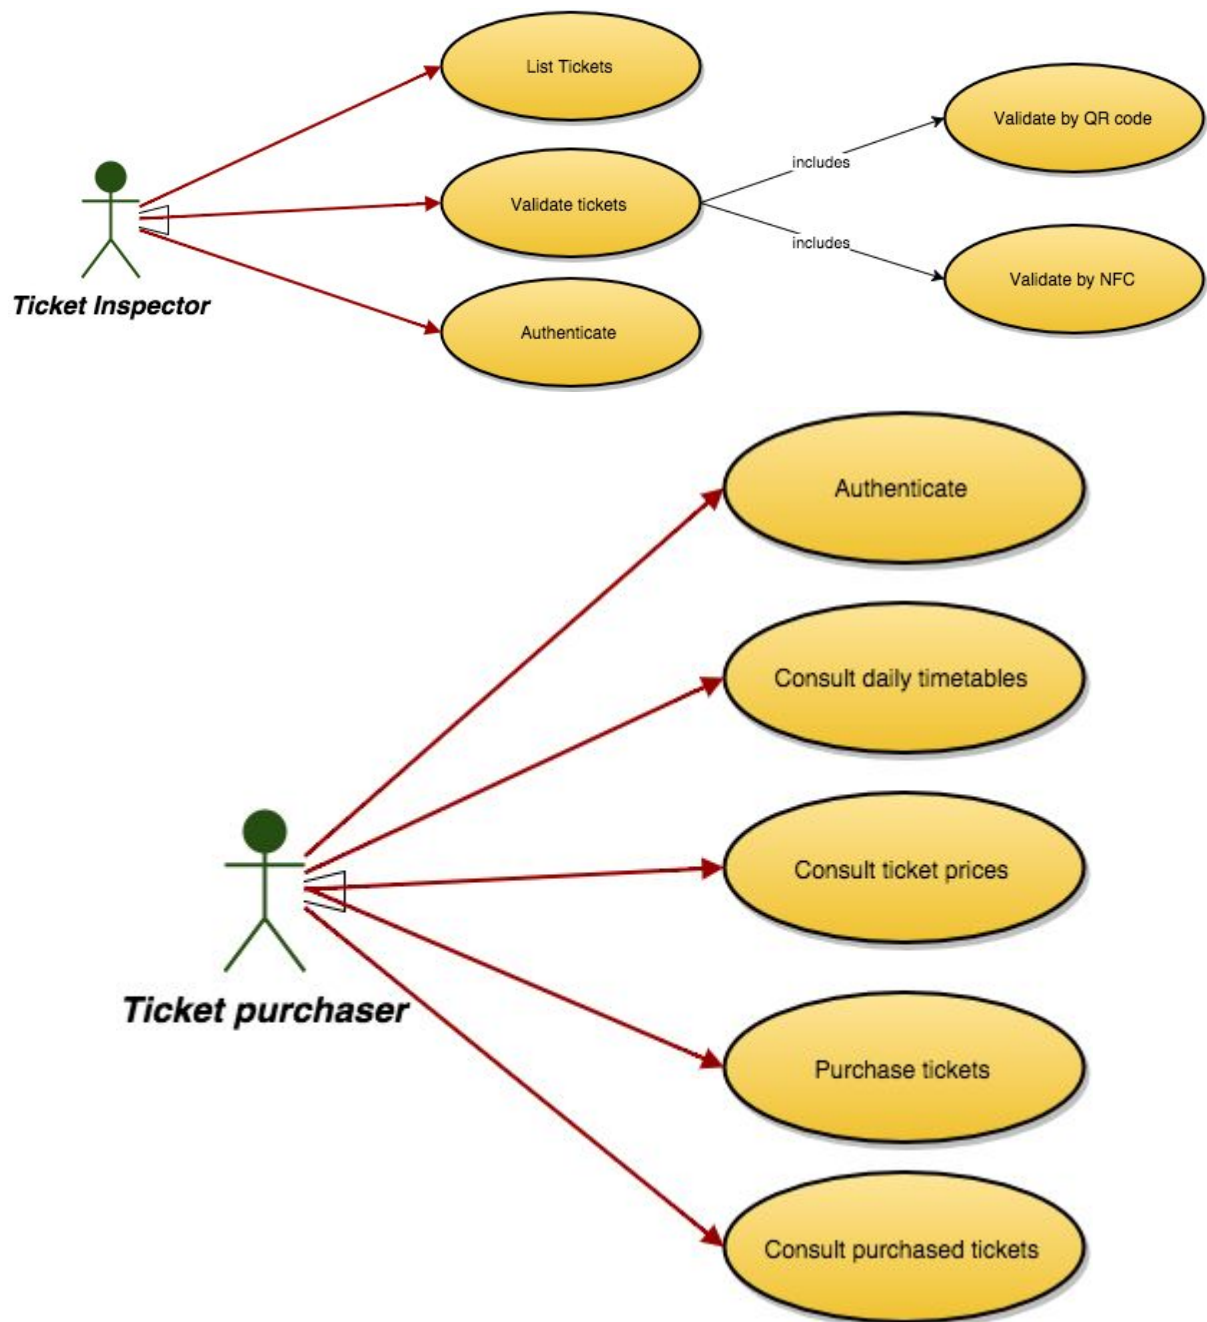 List Tickets
Validate by QR code
includes
Validate tickets
includes
Validate by NFC
Ticket Inspector
Authenticate
Authenticate
Consult daily timetables
Consult ticket prices
Ticket purchaser
Purchase tickets
Consult purchased tickets